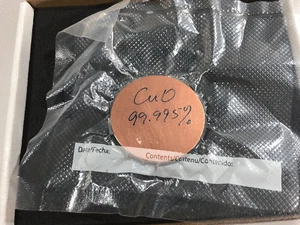 CuO
99.995%
Date/Fecha:
Contents/Contenu/Contenido: